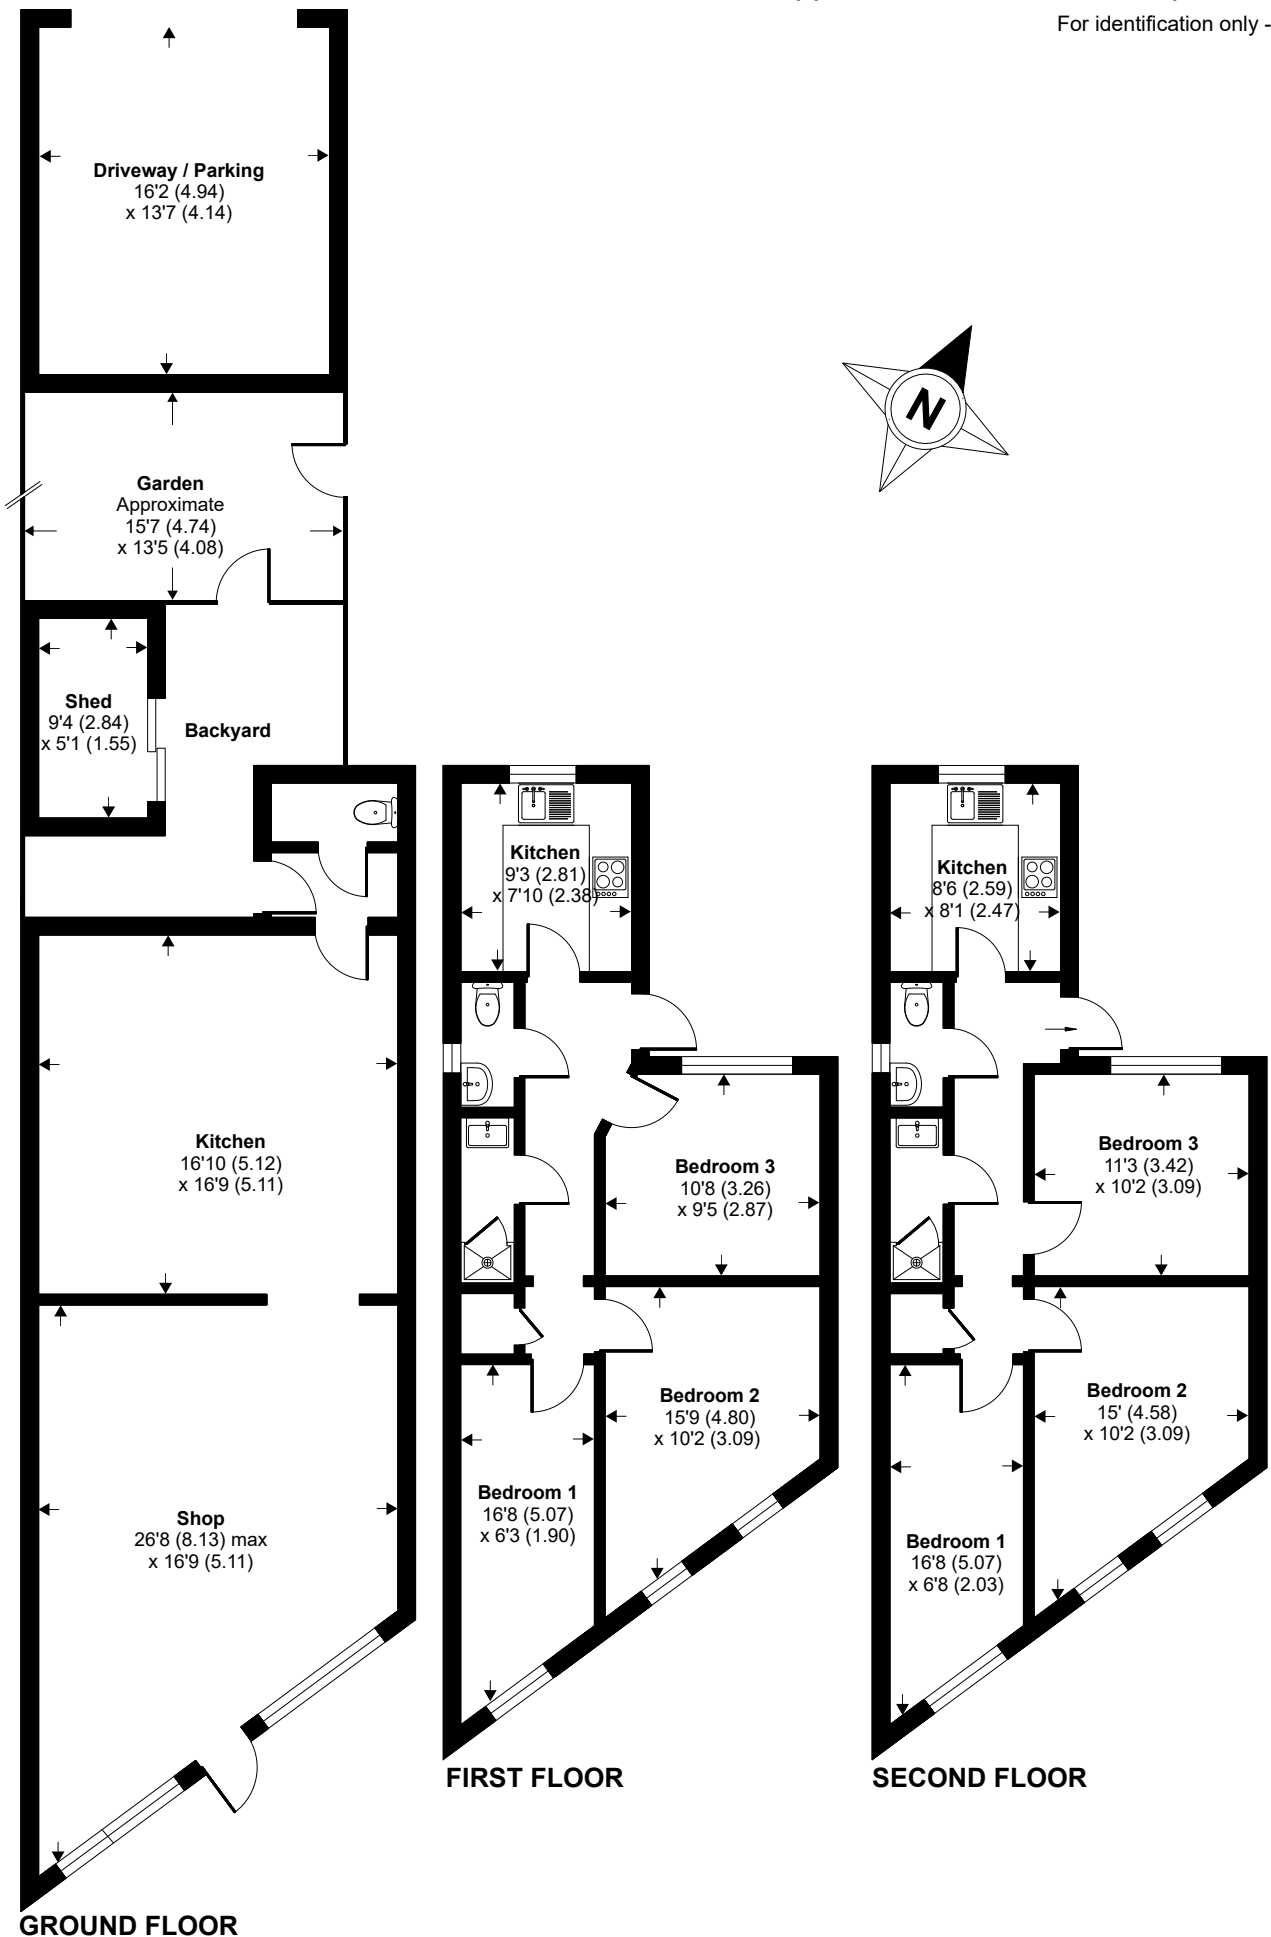 For identification only -
Driveway / Parking
16'2 (4.94)
x 13'7 (4.14)
N
Garden
Approximate
15'7 (4.74)
x 13'5 (4.08)
Shed
9'4 (2.84)
x 5'1 (1.55)
Backyard
Kitchen
16'10 (5.12)
x 16'9 (5.11)
Shop
26'8 (8.13) max
x 16'9 (5.11)
GROUND FLOOR
Kitchen
9'3 (2.81)
x 7'10 (2.38)
Bedroom 3
10'8 (3.26)
x 9'5 (2.87)
Bedroom 2
15'9 (4.80)
x 10'2 (3.09)
Bedroom 1
16'8 (5.07)
x 6'3 (1.90)
FIRST FLOOR
Kitchen
8'6 (2.59)
x 8'1 (2.47)
Bedroom 3
11'3 (3.42)
x 10'2 (3.09)
Bedroom 2
15' (4.58)
x 10'2 (3.09)
Bedroom 1
16'8 (5.07)
x 6'8 (2.03)
SECOND FLOOR